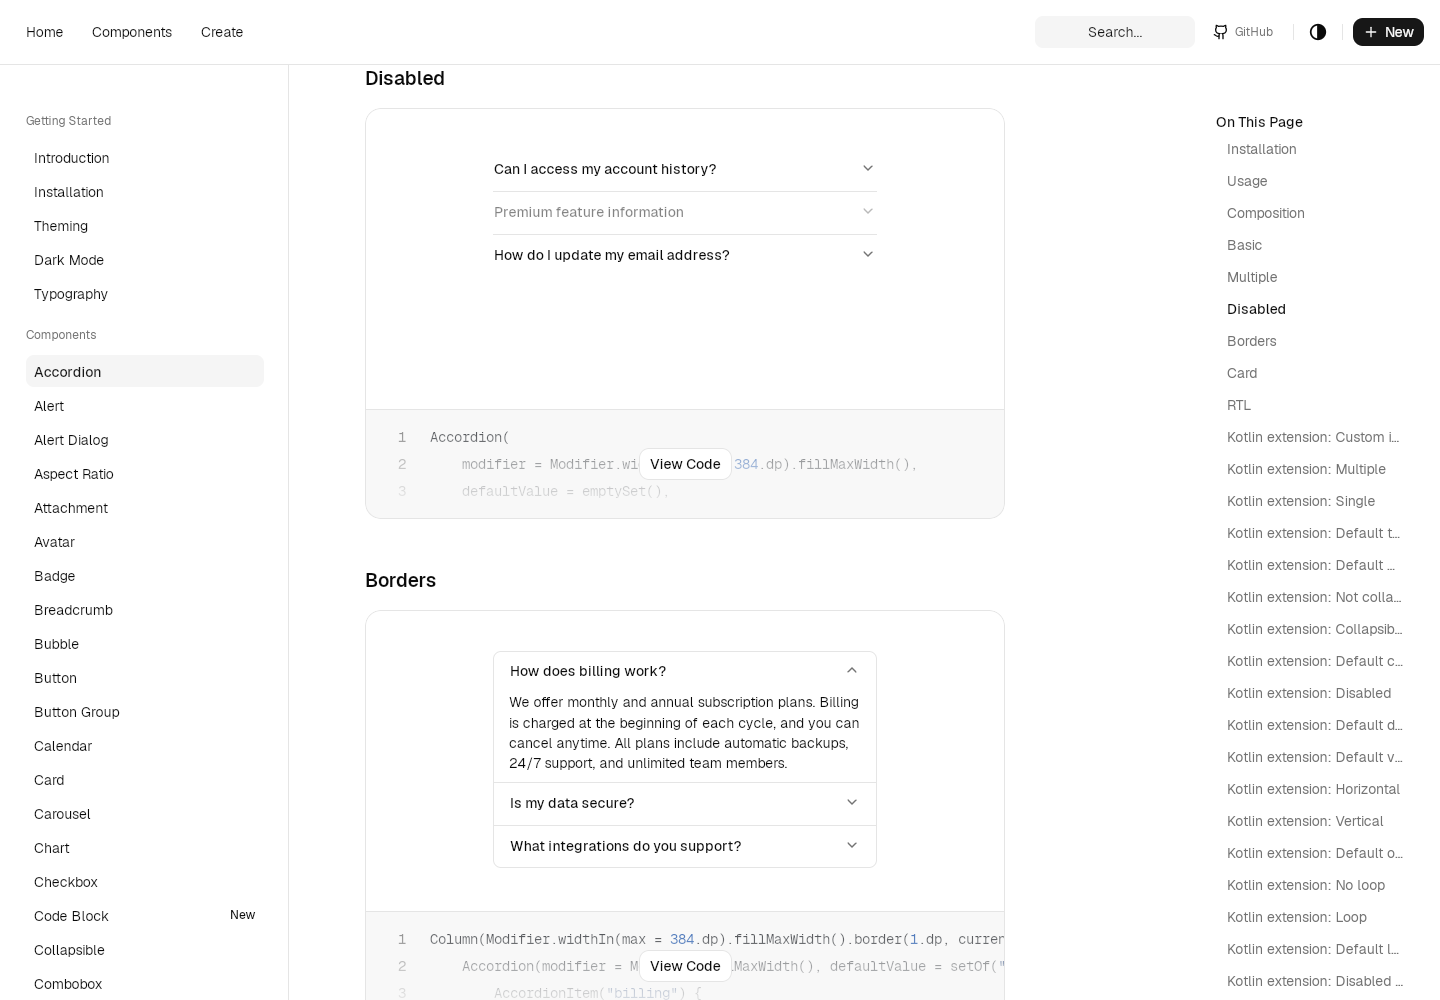 Home
Components
Create
Search...
GitHub
New
Getting Started
Introduction
Installation
Theming
Dark Mode
Typography
Components
Accordion
Alert
Alert Dialog
Aspect Ratio
Attachment
Avatar
Badge
Breadcrumb
Bubble
Button
Button Group
Calendar
Card
Carousel
Chart
Checkbox
Code Block New
Collapsible
Combobox
Disabled
Can I access my account history?
Premium feature information
How do I update my email address?
1 Accordion(
2 modifier = Modifier.wi 384.dp).fillMaxWidth(),
View Code
3 defaultValue = emptySet(),
Borders
How does billing work?
We offer monthly and annual subscription plans. Billing
is charged at the beginning of each cycle, and you can
cancel anytime. All plans include automatic backups,
24/7 support, and unlimited team members.
Is my data secure?
What integrations do you support?
1 Column(Modifier.widthIn(max = 384.dp).fillMaxWidth().border(1.dp, curren
2 Accordion(modifier = M lMaxWidth(), defaultValue = setOf("
View Code
3 AccordionItem("billing") {
On This Page
Installation
Usage
Composition
Basic
Multiple
Disabled
Borders
Card
RTL
Kotlin extension: Custom i...
Kotlin extension: Multiple
Kotlin extension: Single
Kotlin extension: Default t...
Kotlin extension: Default ...
Kotlin extension: Not colla...
Kotlin extension: Collapsib...
Kotlin extension: Default c...
Kotlin extension: Disabled
Kotlin extension: Default d...
Kotlin extension: Default v...
Kotlin extension: Horizontal
Kotlin extension: Vertical
Kotlin extension: Default o...
Kotlin extension: No loop
Kotlin extension: Loop
Kotlin extension: Default l...
Kotlin extension: Disabled ...